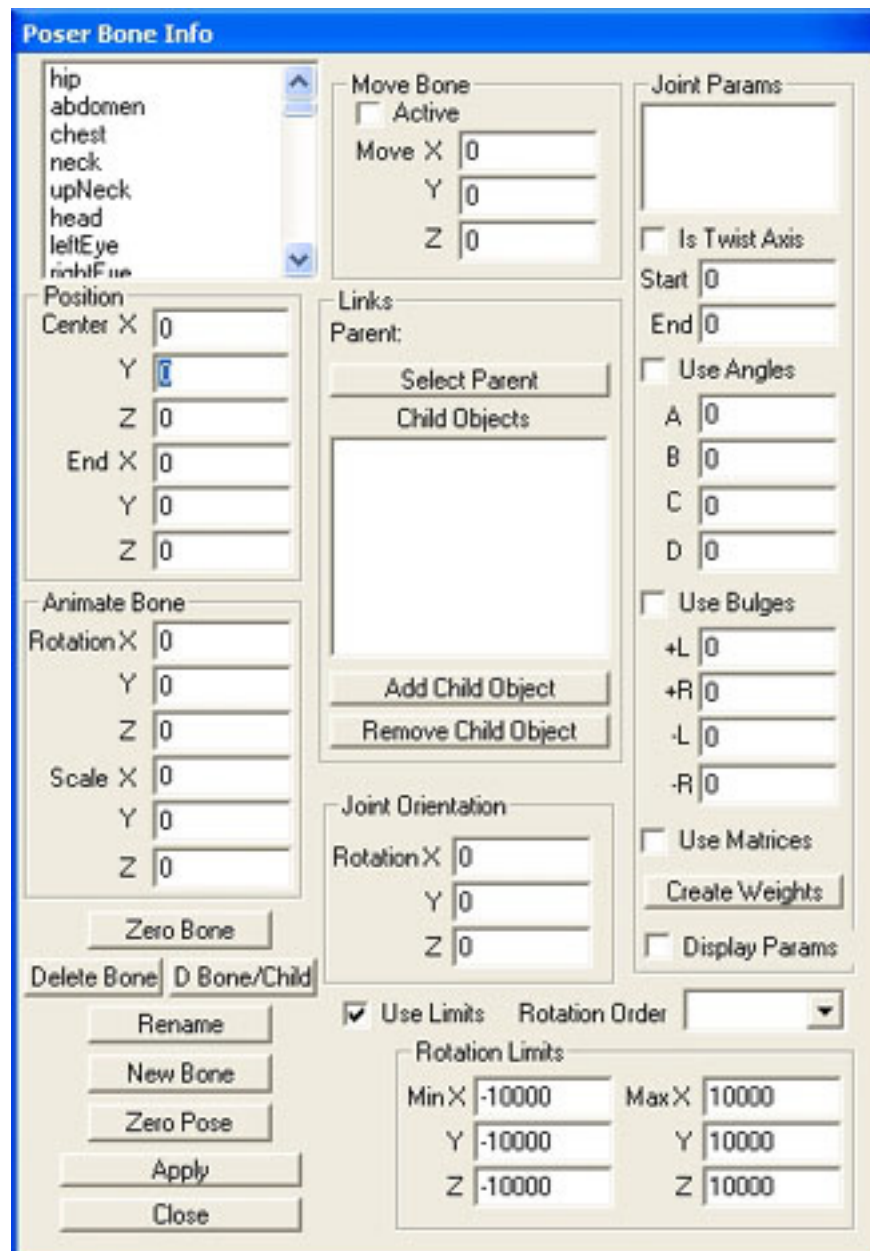 Poser Bone Info
hip
abdomen
chest
neck
upNeck
head
leftEye
rightEye
Position
Center X 0
Y 0
Z 0
End X 0
Y 0
Z 0
Animate Bone
Rotation X 0
Y 0
Z 0
Scale X 0
Y 0
Z 0
Zero Bone
Delete Bone D Bone/Child
Rename
New Bone
Zero Pose
Apply
Close
Move Bone
Active
Move X 0
Y 0
Z 0
Links
Parent:
Select Parent
Child Objects
Add Child Object
Remove Child Object
Joint Orientation
Rotation X 0
Y 0
Z 0
Joint Params
Is Twist Axis
Start 0
End 0
Use Angles
A 0
B 0
C 0
D 0
Use Bulges
+L 0
+R 0
-L 0
-R 0
Use Matrices
Create Weights
Display Params
Use Limits Rotation Order
Rotation Limits
Min X -10000 Max X 10000
Y -10000 Y 10000
Z -10000 Z 10000